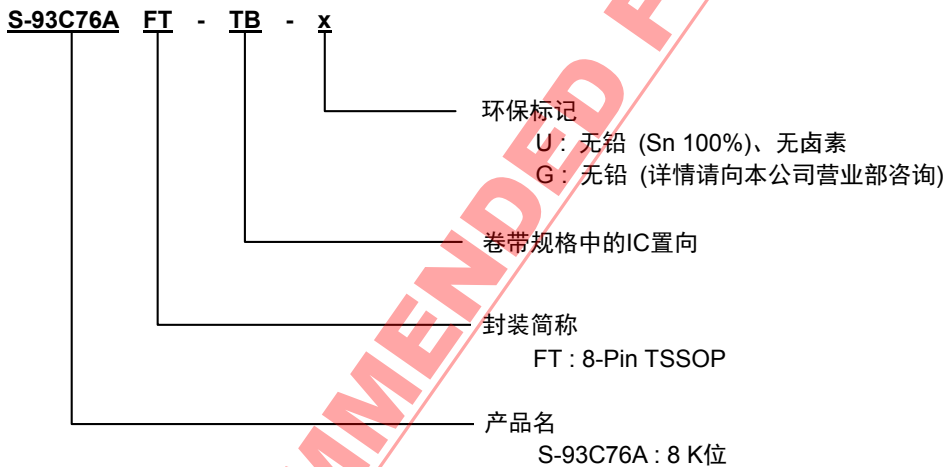 S-93C76A FT - TB - x
环保标记
U : 无铅 (Sn 100%)、无卤素
G : 无铅 (详情请向本公司营业部咨询)
卷带规格中的IC置向
封装简称
FT : 8-Pin TSSOP
产品名
S-93C76A : 8 K位
MMENDED F